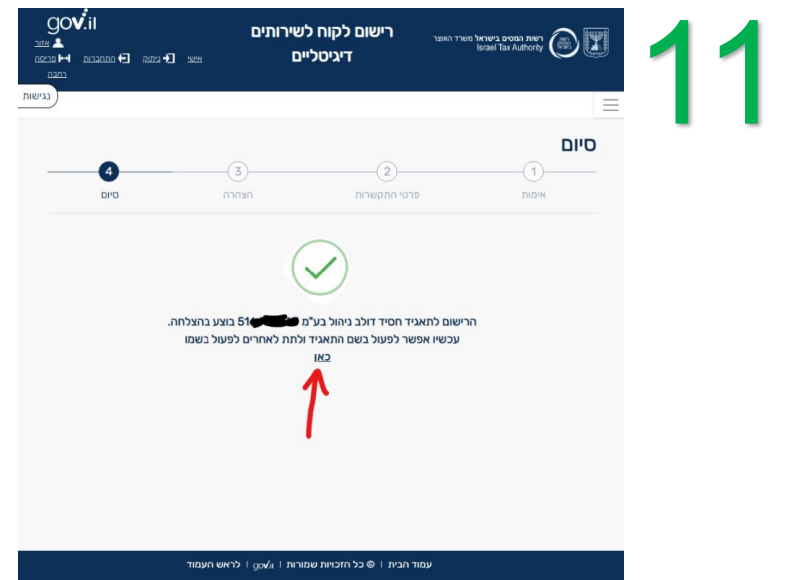 gov.il
אזור אישי
ניתוק
התחברות
פריסה רחבה
רישום לקוח לשירותים
דיגיטליים
רשות המסים בישראל משרד האוצר
Israel Tax Authority
11
נגישות
סיום
1
2
3
4
אימות
פרטי התקשרות
הצהרה
סיום
הרישום לתאגיד חסיד דולב ניהול בע"מ 51 בוצע בהצלחה.
עכשיו אפשר לפעול בשם התאגיד ולתת לאחרים לפעול בשמו
כאן
עמוד הבית | © כל הזכויות שמורות | gov.il | לראש העמוד